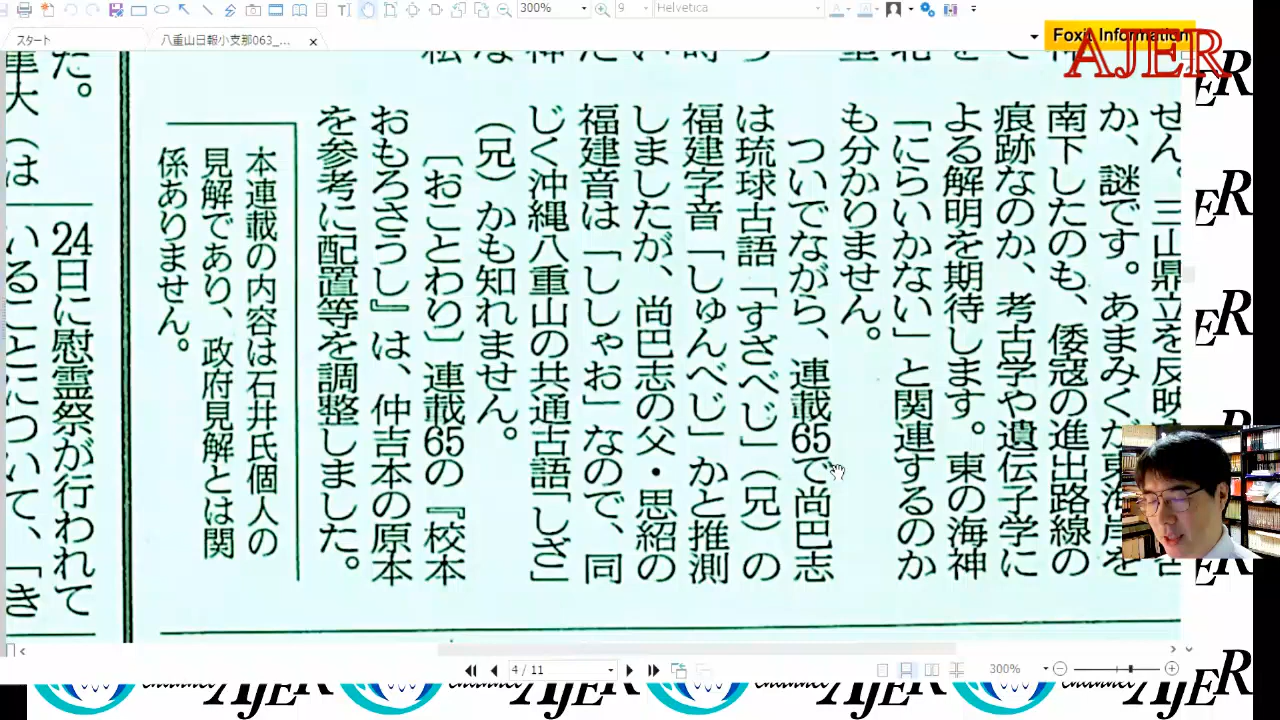 300%
9
Helvetica
スタート
八重山日報小支那063_...
Foxit Information
AJER
せん。三山鼎立を反映
か、謎です。あまみくが東海岸を
南下したのも、倭寇の進出路線の
痕跡なのか、考古学や遺伝子学に
よる解明を期待します。東の海神
「にらいかない」と関連するのか
も分かりません。
ついでながら、連載65で尚巴志
は琉球古語「すざべじ」（兄）の
福建字音「しゅんべじ」かと推測
しましたが、尚巴志の父・思紹の
福建音は「ししゃお」なので、同
じく沖縄八重山の共通古語「しざ」
（兄）かも知れません。
〔おことわり〕連載65の『校本
おもろさうし』は、仲吉本の原本
を参考に配置等を調整しました。
本連載の内容は石井氏個人の
見解であり、政府見解とは関
係ありません。
た。
24日に慰霊祭が行われて
いることについて、「き
4 / 11
300%
AJER
AJER
AJER
AJER